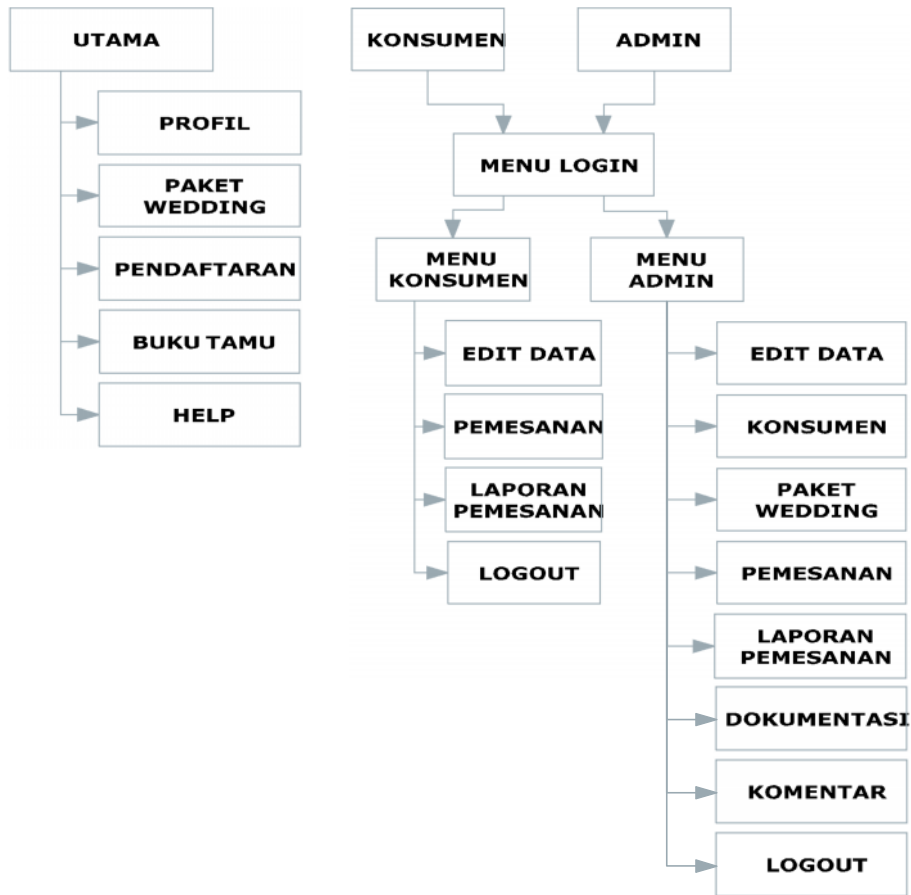 UTAMA
PROFIL
PAKET
WEDDING
PENDAFTARAN
BUKU TAMU
HELP
KONSUMEN
ADMIN
MENU LOGIN
MENU
KONSUMEN
EDIT DATA
PEMESANAN
LAPORAN
PEMESANAN
LOGOUT
MENU
ADMIN
EDIT DATA
KONSUMEN
PAKET
WEDDING
PEMESANAN
LAPORAN
PEMESANAN
DOKUMENTASI
KOMENTAR
LOGOUT